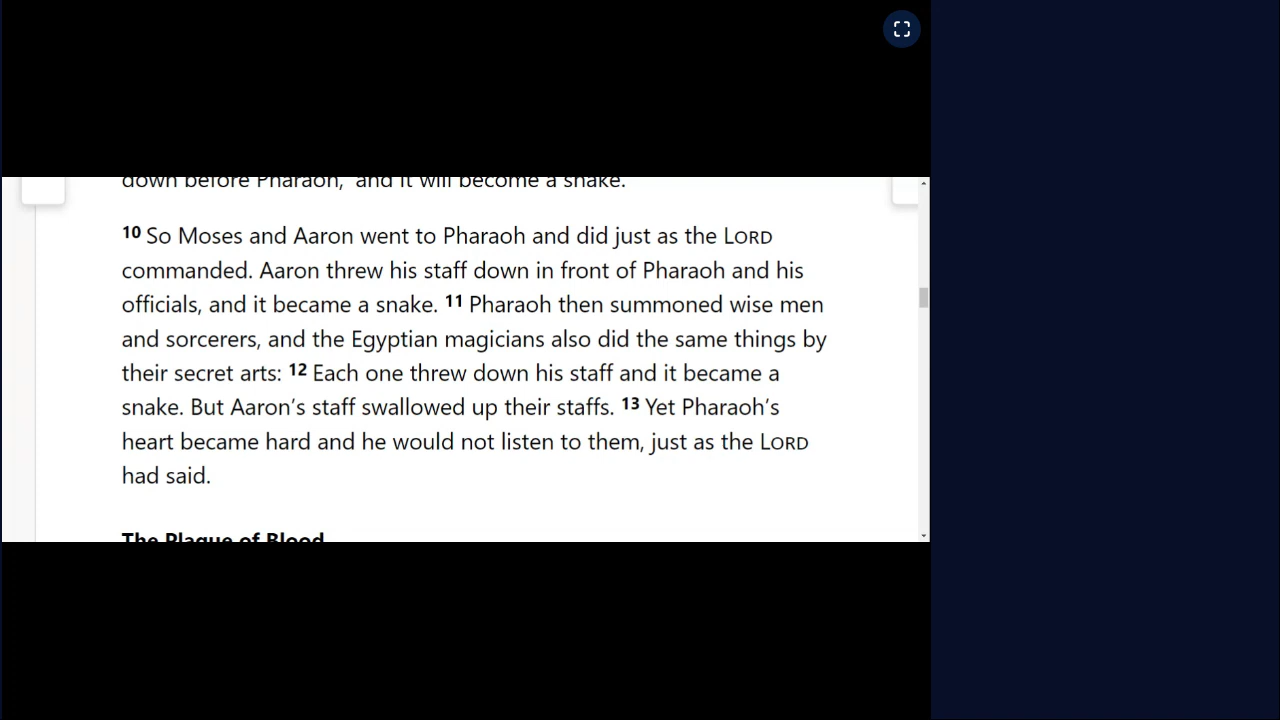 down before Pharaoh,’ and it will become a snake.”
10 So Moses and Aaron went to Pharaoh and did just as the LORD
commanded. Aaron threw his staff down in front of Pharaoh and his
officials, and it became a snake. 11 Pharaoh then summoned wise men
and sorcerers, and the Egyptian magicians also did the same things by
their secret arts: 12 Each one threw down his staff and it became a
snake. But Aaron’s staff swallowed up their staffs. 13 Yet Pharaoh’s
heart became hard and he would not listen to them, just as the LORD
had said.
The Plague of Blood